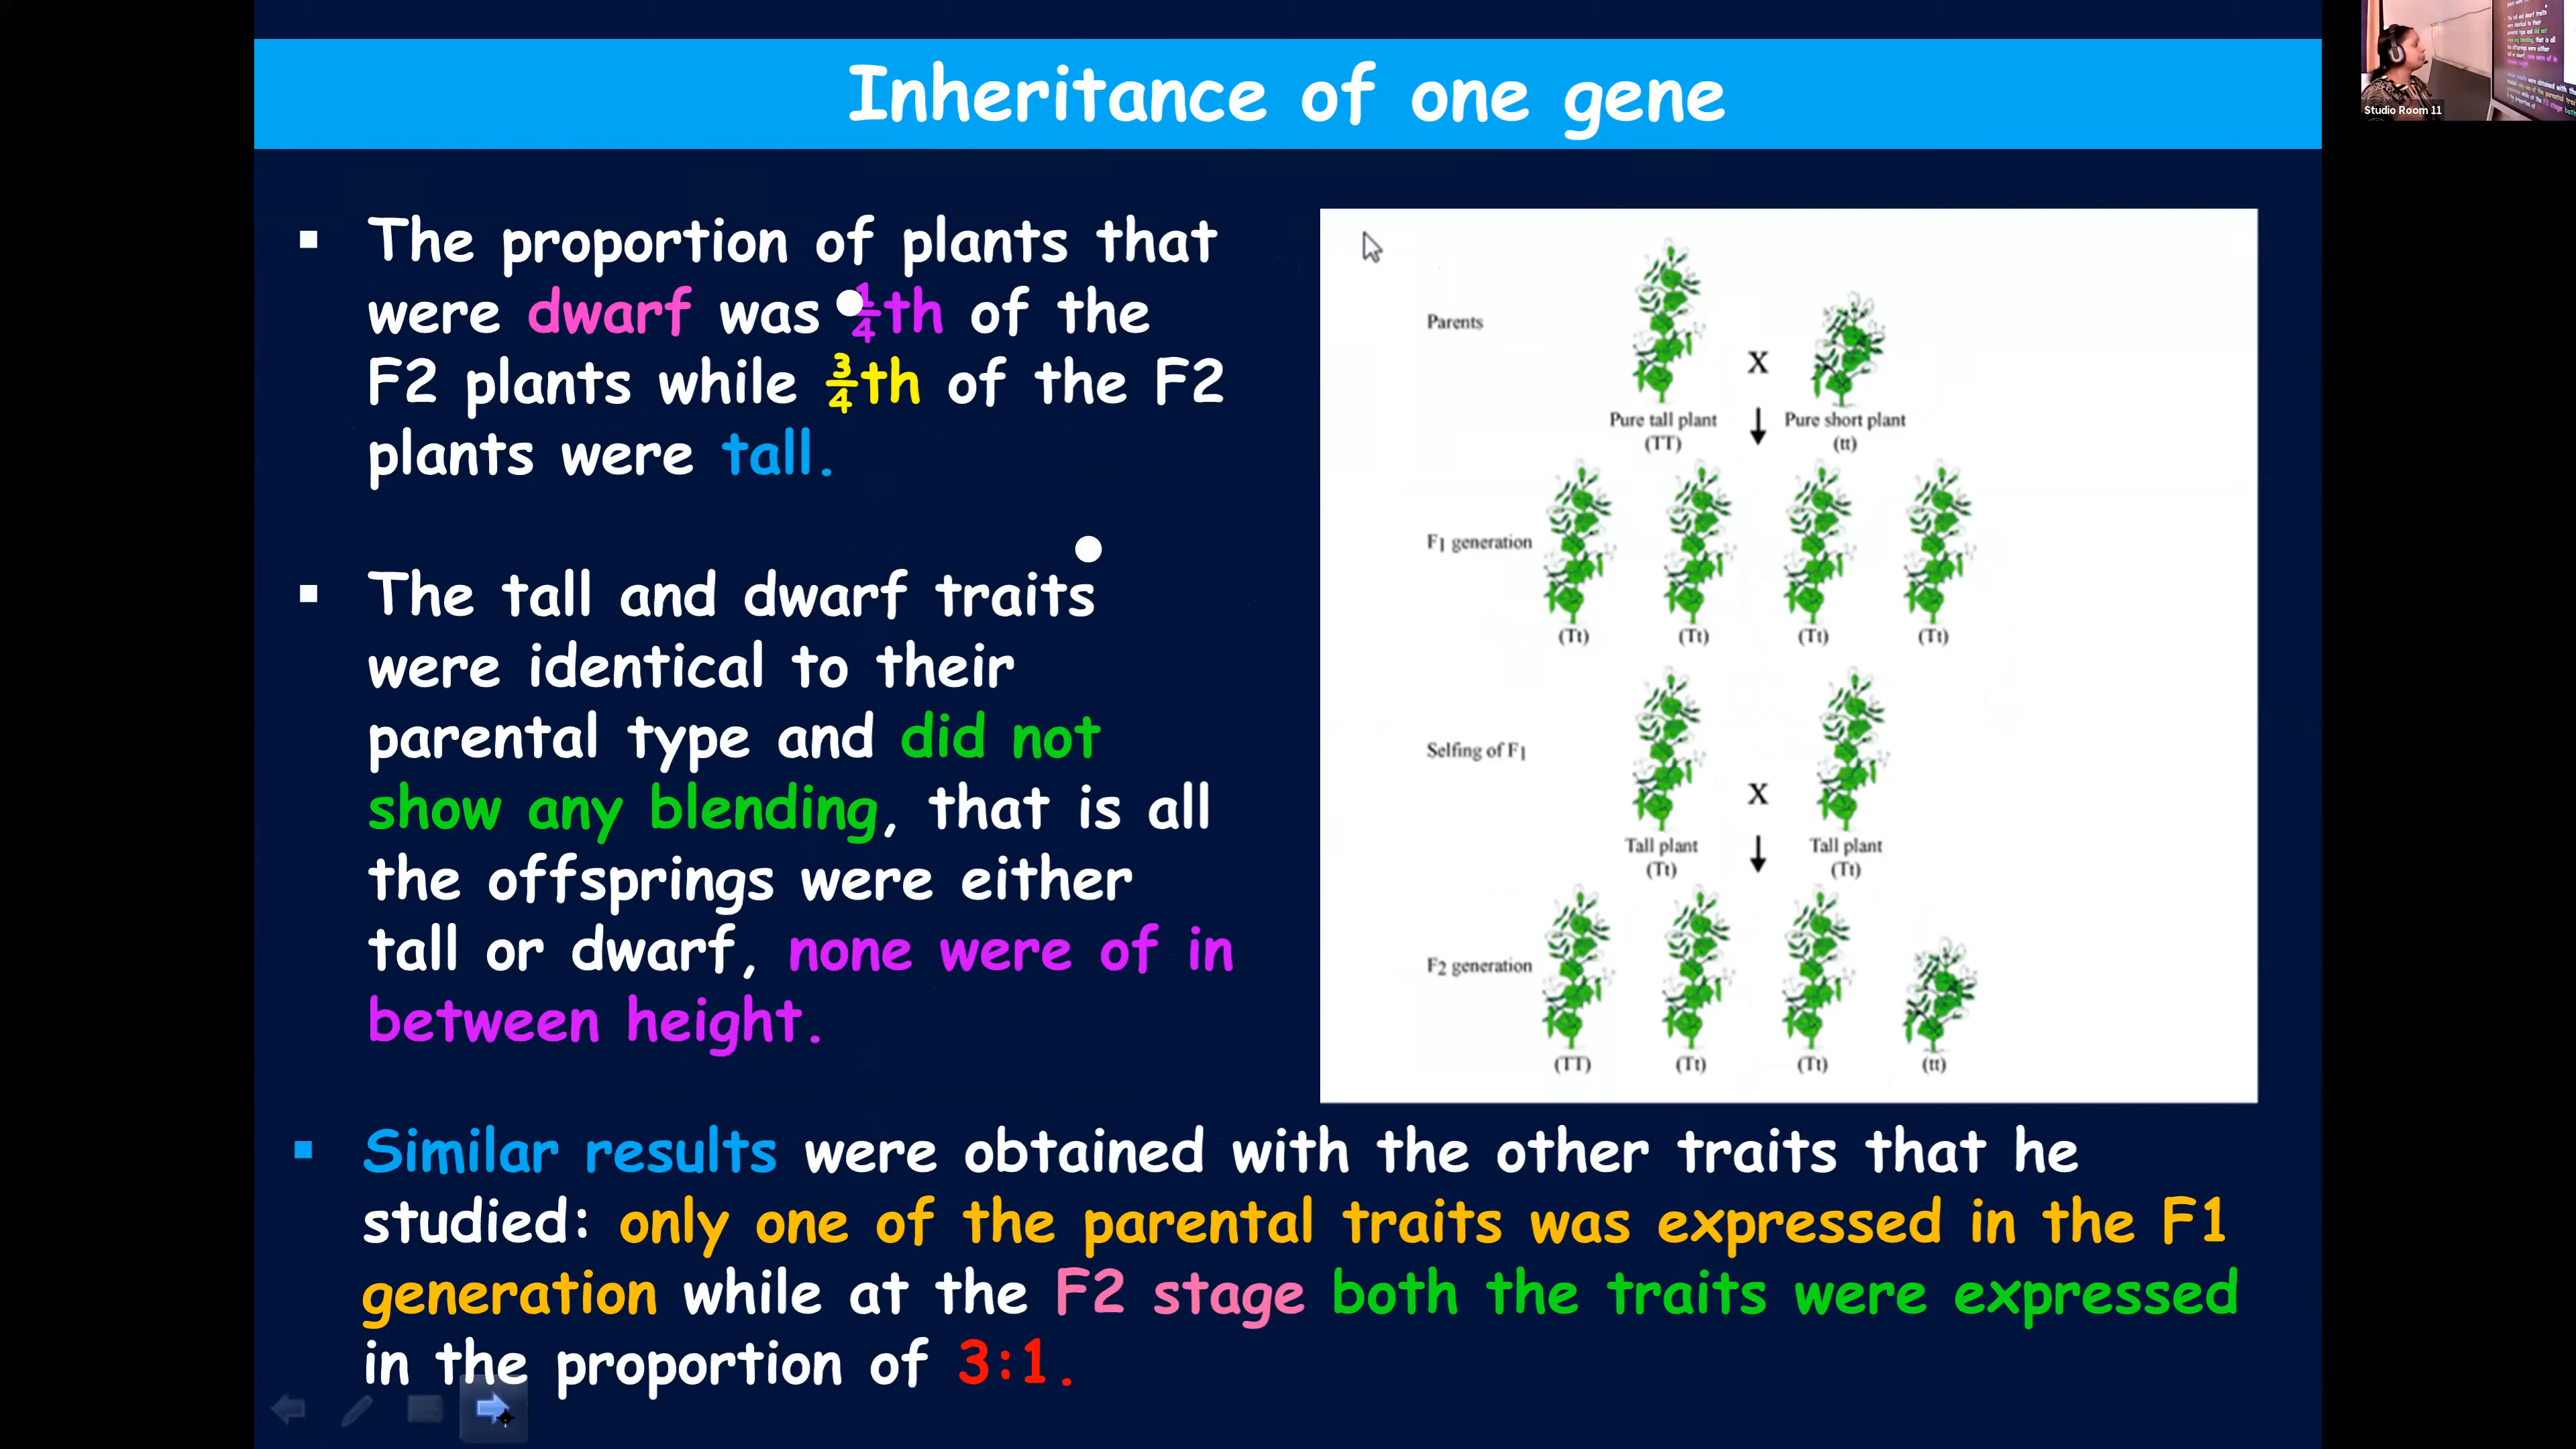 Inheritance of one gene
▪ The proportion of plants that
were dwarf was ¼th of the
F2 plants while ¾th of the F2
plants were tall.
▪ The tall and dwarf traits
were identical to their
parental type and did not
show any blending, that is all
the offsprings were either
tall or dwarf, none were of in
between height.
▪ Similar results were obtained with the other traits that he
studied: only one of the parental traits was expressed in the F1
generation while at the F2 stage both the traits were expressed
in the proportion of 3:1.
Parents
X
Pure tall plant Pure short plant
(TT) (tt)
F1 generation
(Tt) (Tt) (Tt) (Tt)
Selfing of F1
X
Tall plant Tall plant
(Tt) (Tt)
F2 generation
(TT) (Tt) (Tt) (tt)
Studio Room 11